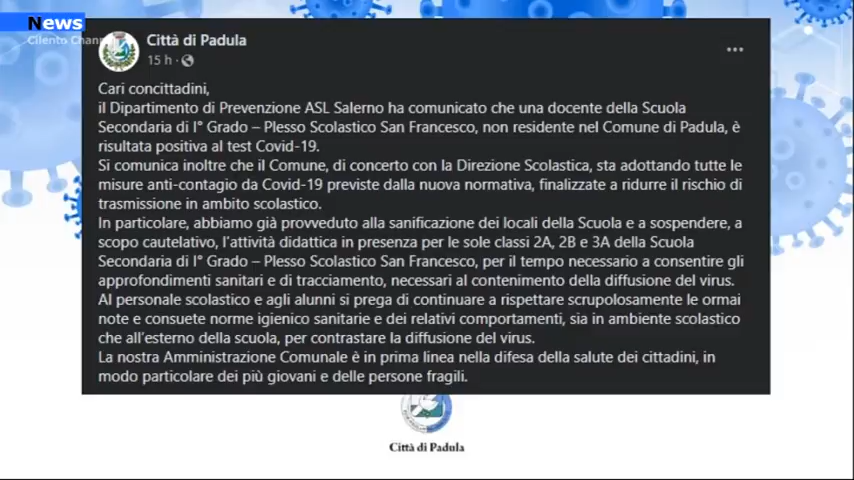 News
Cilento Chann
Città di Padula
15 h ·
Cari concittadini,
il Dipartimento di Prevenzione ASL Salerno ha comunicato che una docente della Scuola
Secondaria di I° Grado – Plesso Scolastico San Francesco, non residente nel Comune di Padula, è
risultata positiva al test Covid-19.
Si comunica inoltre che il Comune, di concerto con la Direzione Scolastica, sta adottando tutte le
misure anti-contagio da Covid-19 previste dalla nuova normativa, finalizzate a ridurre il rischio di
trasmissione in ambito scolastico.
In particolare, abbiamo già provveduto alla sanificazione dei locali della Scuola e a sospendere, a
scopo cautelativo, l'attività didattica in presenza per le sole classi 2A, 2B e 3A della Scuola
Secondaria di I° Grado – Plesso Scolastico San Francesco, per il tempo necessario a consentire gli
approfondimenti sanitari e di tracciamento, necessari al contenimento della diffusione del virus.
Al personale scolastico e agli alunni si prega di continuare a rispettare scrupolosamente le ormai
note e consuete norme igienico sanitarie e dei relativi comportamenti, sia in ambiente scolastico
che all'esterno della scuola, per contrastare la diffusione del virus.
La nostra Amministrazione Comunale è in prima linea nella difesa della salute dei cittadini, in
modo particolare dei più giovani e delle persone fragili.
Città di Padula